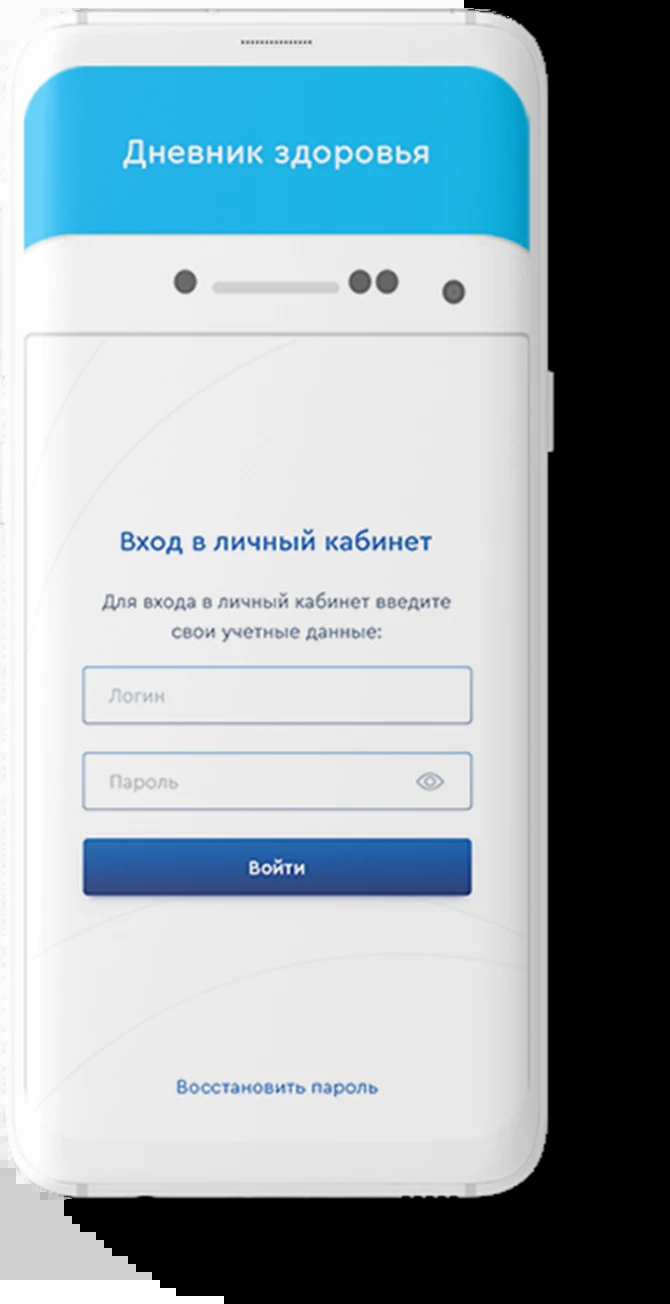 Дневник здоровья
Вход в личный кабинет
Для входа в личный кабинет введите
свои учетные данные:
Логин
Пароль
Войти
Восстановить пароль